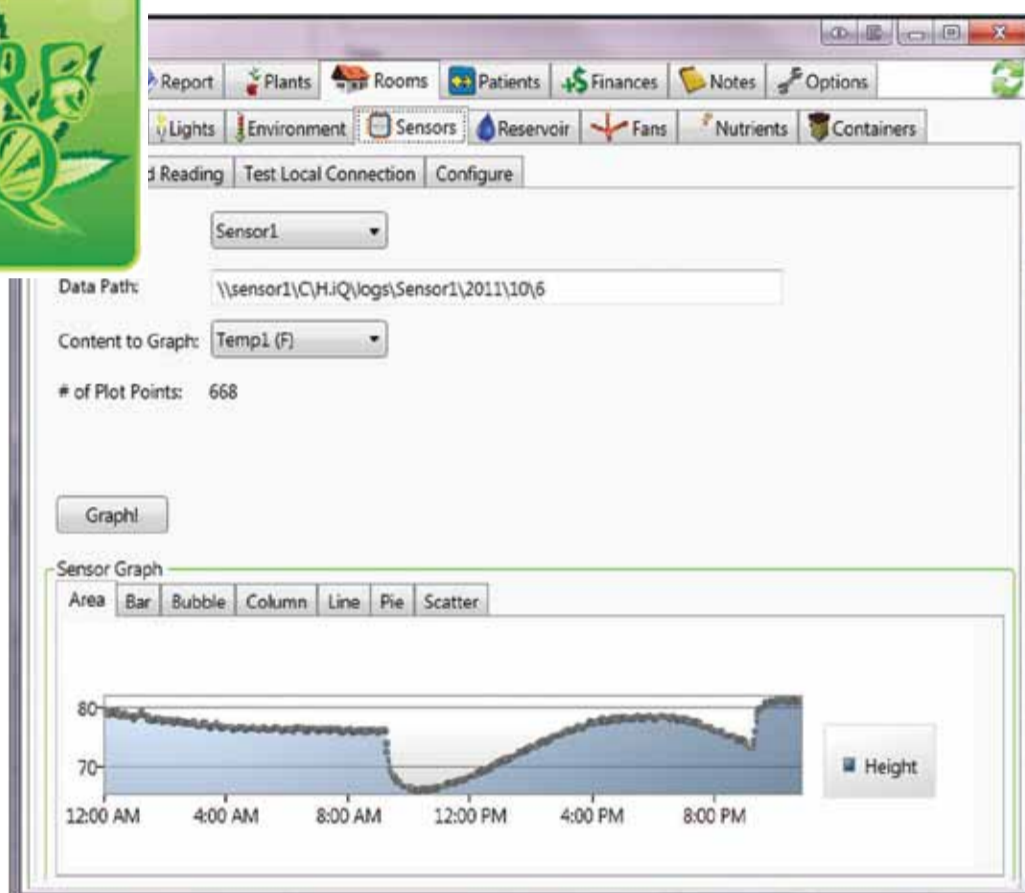 Report Plants Rooms Patients Finances Notes Options
Lights Environment Sensors Reservoir Fans Nutrients Containers
Reading Test Local Connection Configure
Sensor1
Data Path: \\sensor1\C\H.iQ\logs\Sensor1\2011\10\6
Content to Graph: Temp1 (F)
# of Plot Points: 668
Graph!
Sensor Graph
Area Bar Bubble Column Line Pie Scatter
80
70
12:00 AM 4:00 AM 8:00 AM 12:00 PM 4:00 PM 8:00 PM
Height